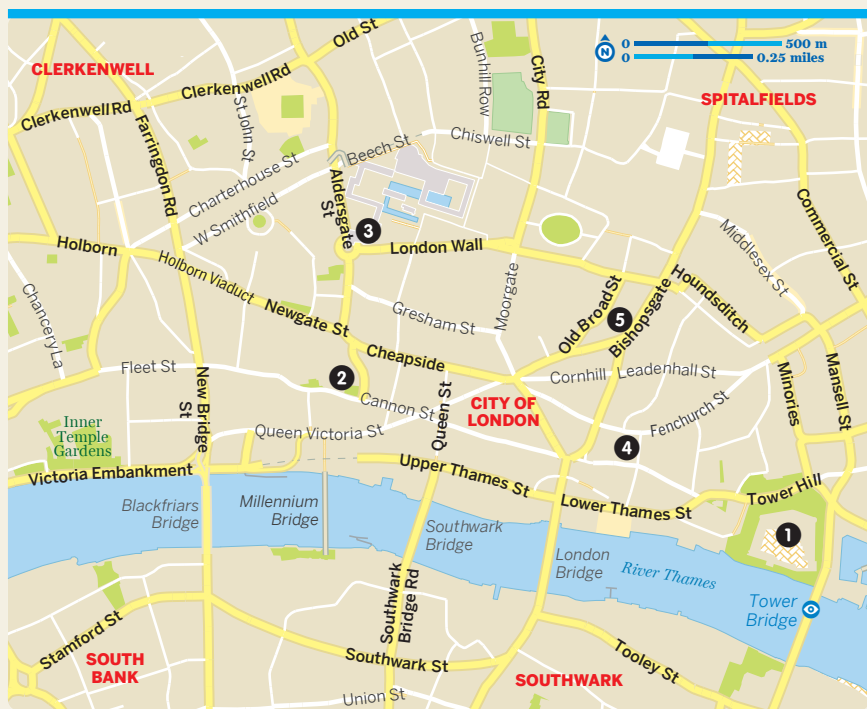 Old St
0 500 m
N
0 0.25 miles
CLERKENWELL
Clerkenwell Rd
Bunhill Row
City Rd
SPITALFIELDS
Clerkenwell Rd
St John St
Farringdon Rd
Chiswell St
Beech St
Charterhouse St
Aldersgate
St
W Smithfield
Commercial St
Middlesex St
3
London Wall
Holborn
Holborn Viaduct
Chancery La
Moorgate
Houndsditch
Old Broad St
Bishopsgate
5
Gresham St
Newgate St
Cheapside
Fleet St
2
Cornhill
Leadenhall St
Minories
Mansell St
New Bridge
St
Cannon St
Queen St
CITY OF
LONDON
Fenchurch St
Inner
Temple
Gardens
Queen Victoria St
4
Victoria Embankment
Upper Thames St
Lower Thames St
Tower Hill
Blackfriars
Bridge
Millennium
Bridge
Southwark
Bridge
London
Bridge
River Thames
1
Tower
Bridge
Southwark
Bridge Rd
Stamford St
SOUTH
BANK
Southwark St
Union St
SOUTHWARK
Tooley St